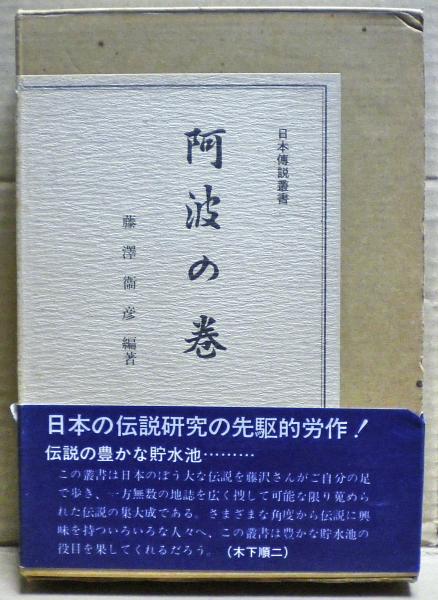 日本傳説叢書
阿波の巻
藤澤衞彦編著
日本の伝説研究の先駆的労作！
伝説の豊かな貯水池………
この叢書は日本のぼう大な伝説を藤沢さんがご自分の足
で歩き、一方無数の地誌を広く捜して可能な限り蒐めら
れた伝説の集大成である。さまざまな角度から伝説に興
味を持ついろいろな人々へ、この叢書は豊かな貯水池の
役目を果してくれるだろう。（木下順二）